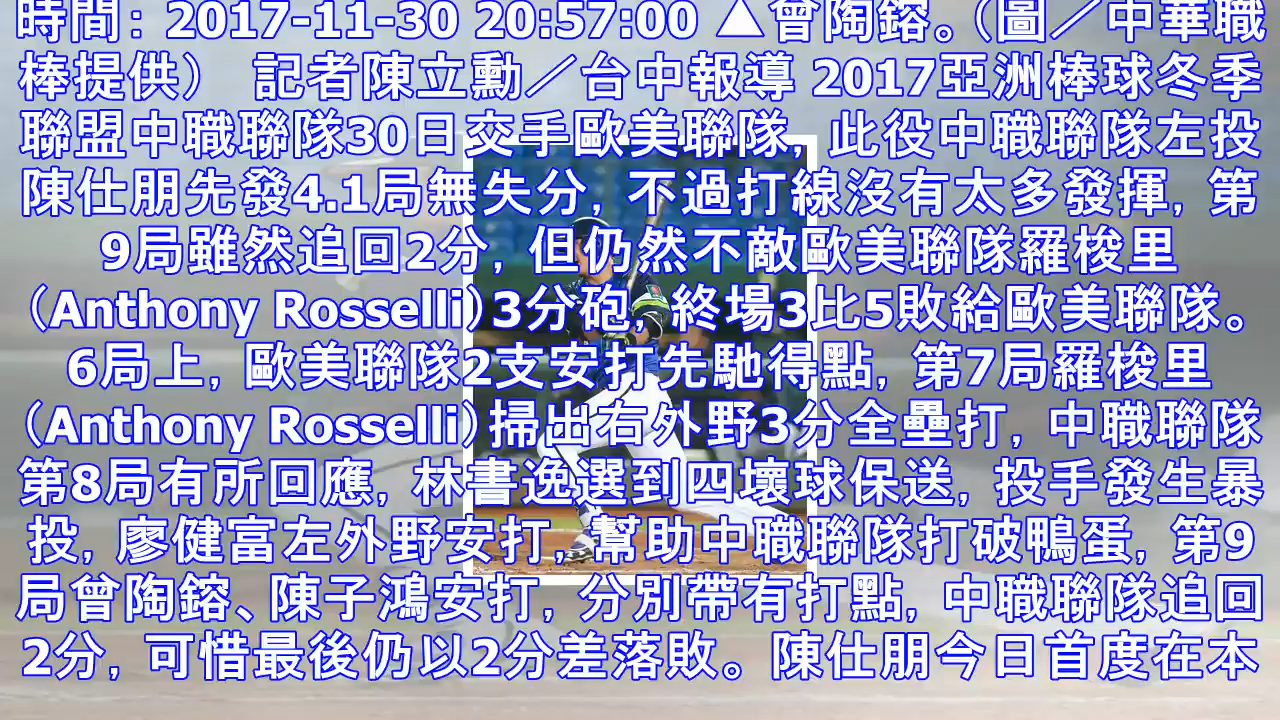 時間: 2017-11-30 20:57:00 ▲曾陶鎔。(圖／中華職
棒提供) 記者陳立勳／台中報導 2017亞洲棒球冬季
聯盟中職聯隊30日交手歐美聯隊, 此役中職聯隊左投
陳仕朋先發4.1局無失分, 不過打線沒有太多發揮, 第
9局雖然追回2分, 但仍然不敵歐美聯隊羅梭里
(Anthony Rosselli)3分砲, 終場3比5敗給歐美聯隊。
6局上, 歐美聯隊2支安打先馳得點, 第7局羅梭里
(Anthony Rosselli)掃出右外野3分全壘打, 中職聯隊
第8局有所回應, 林書逸選到四壞球保送, 投手發生暴
投, 廖健富左外野安打, 幫助中職聯隊打破鴨蛋, 第9
局曾陶鎔、陳子鴻安打, 分別帶有打點, 中職聯隊追回
2分, 可惜最後仍以2分差落敗。陳仕朋今日首度在本